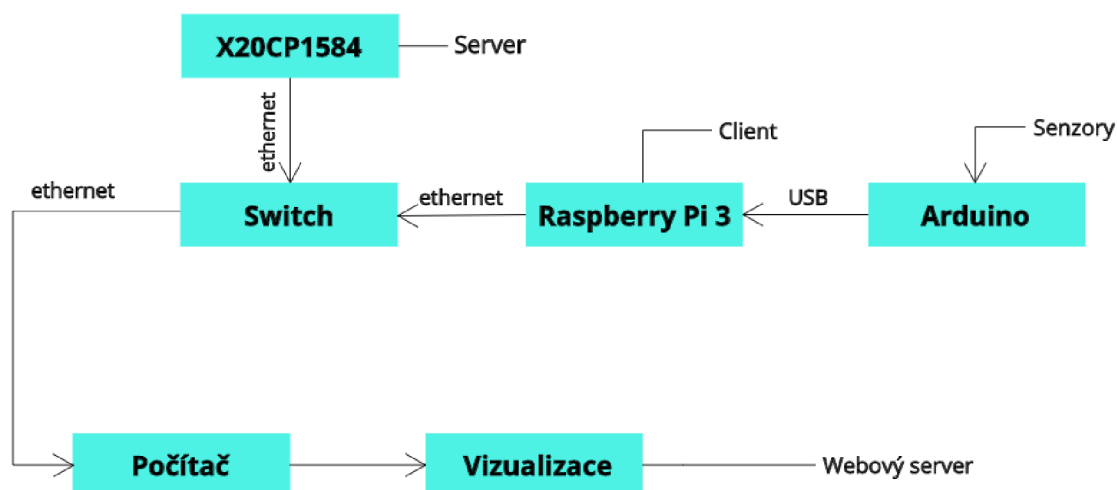 X20CP1584
Server
ethernet
Client
Senzory
ethernet
Switch
ethernet
Raspberry Pi 3
USB
Arduino
Počítač
Vizualizace
Webový server